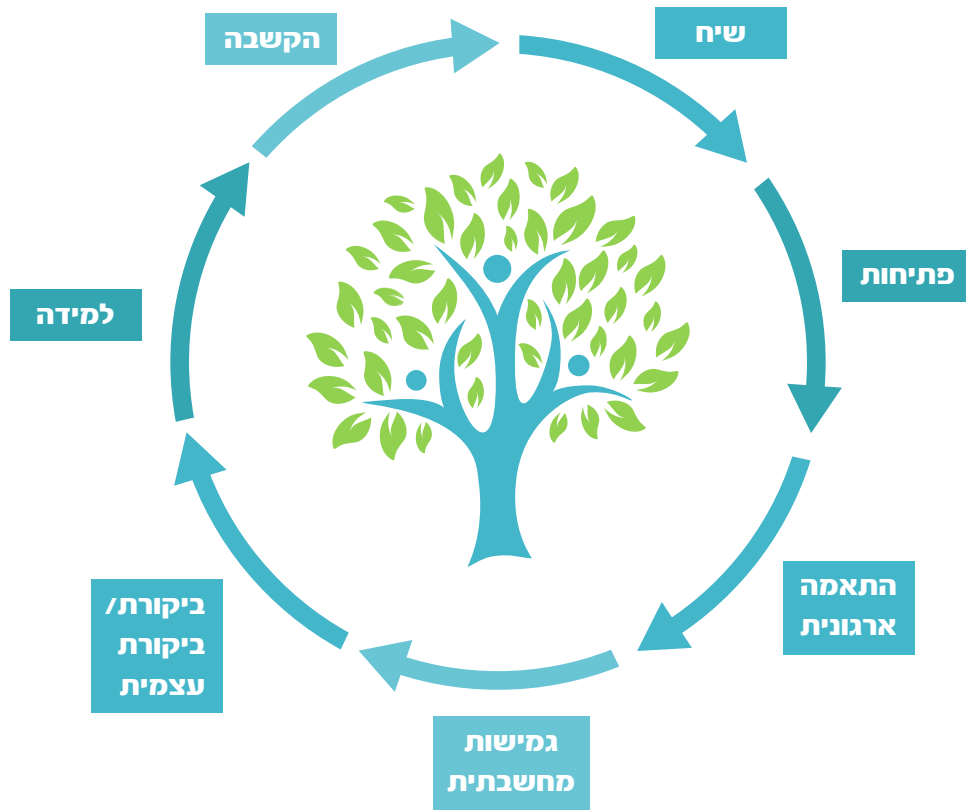 שיח
פתיחות
התאמה
ארגונית
גמישות
מחשבתית
ביקורת/
ביקורת
עצמית
למידה
הקשבה